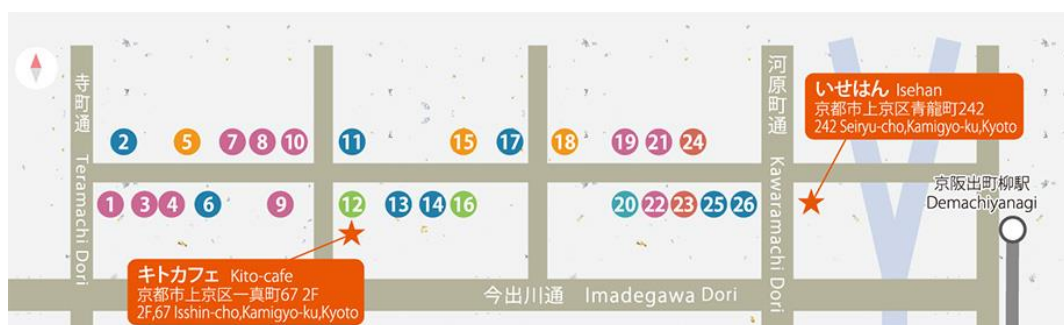 寺町通 Teramachi Dori
2
5
7
8
10
11
15
17
18
19
21
24
河原町通 Kawaramachi Dori
いせはん Isehan
京都市上京区青龍町242
242 Seiryu-cho,Kamigyo-ku,Kyoto
1
3
4
6
9
12
13
14
16
20
22
23
25
26
京阪出町柳駅
Demachiyanagi
キトカフェ Kito-cafe
京都市上京区一真町67 2F
2F,67 Isshin-cho,Kamigyo-ku,Kyoto
今出川通 Imadegawa Dori